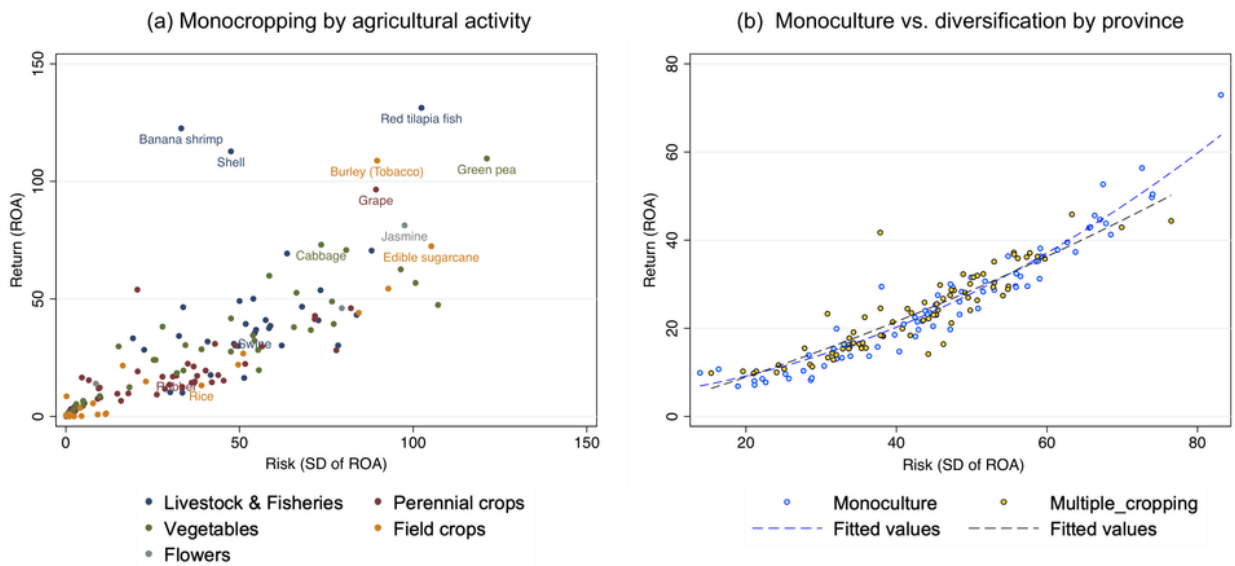 (a) Monocropping by agricultural activity
150
100
50
0
Return (ROA)
Red tilapia fish
Banana shrimp
Shell
Burley (Tobacco)
Green pea
Grape
Jasmine
Cabbage
Edible sugarcane
Swine
Rubber
Rice
0
50
100
150
Risk (SD of ROA)
Livestock & Fisheries
Perennial crops
Vegetables
Field crops
Flowers
(b) Monoculture vs. diversification by province
80
60
40
20
0
Return (ROA)
20
40
60
80
Risk (SD of ROA)
Monoculture
Multiple_cropping
Fitted values
Fitted values